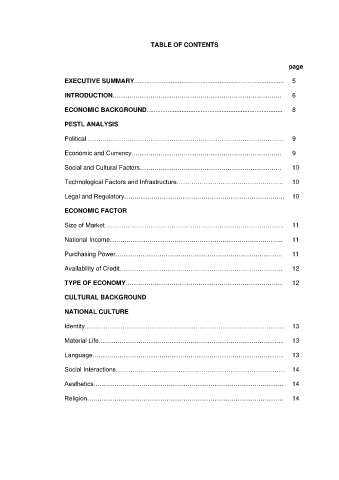 TABLE OF CONTENTS
page
EXECUTIVE SUMMARY.................................................................................. 5
INTRODUCTION.............................................................................................. 6
ECONOMIC BACKGROUND........................................................................... 8
PESTL ANALYSIS
Political............................................................................................................ 9
Economic and Currency.................................................................................. 9
Social and Cultural Factors............................................................................. 10
Technological Factors and Infrastructure........................................................ 10
Legal and Regulatory...................................................................................... 10
ECONOMIC FACTOR
Size of Market................................................................................................. 11
National Income.............................................................................................. 11
Purchasing Power........................................................................................... 11
Availability of Credit......................................................................................... 12
TYPE OF ECONOMY...................................................................................... 12
CULTURAL BACKGROUND
NATIONAL CULTURE
Identity............................................................................................................. 13
Material Life..................................................................................................... 13
Language........................................................................................................ 13
Social Interactions........................................................................................... 14
Aesthetics........................................................................................................ 14
Religion........................................................................................................... 14